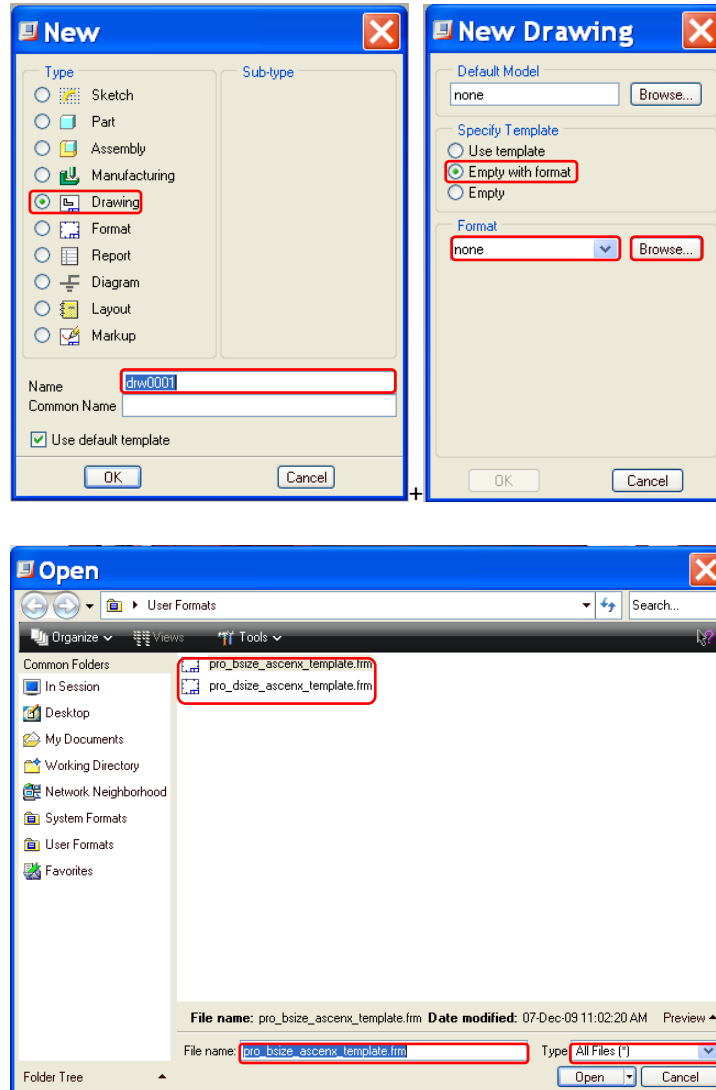 New
Type
Sub-type
Sketch
Part
Assembly
Manufacturing
Drawing
Format
Report
Diagram
Layout
Markup
Name drw0001
Common Name
Use default template
OK Cancel
+
New Drawing
Default Model
none Browse...
Specify Template
Use template
Empty with format
Empty
Format
none Browse...
OK Cancel
Open
User Formats Search...
Organize Views Tools
Common Folders
In Session
Desktop
My Documents
Working Directory
Network Neighborhood
System Formats
User Formats
Favorites
pro_bsize_ascenx_template.frm
pro_dsize_ascenx_template.frm
File name: pro_bsize_ascenx_template.frm Date modified: 07-Dec-09 11:02:20 AM Preview
File name: pro_bsize_ascenx_template.frm Type All Files (*)
Folder Tree
Open Cancel